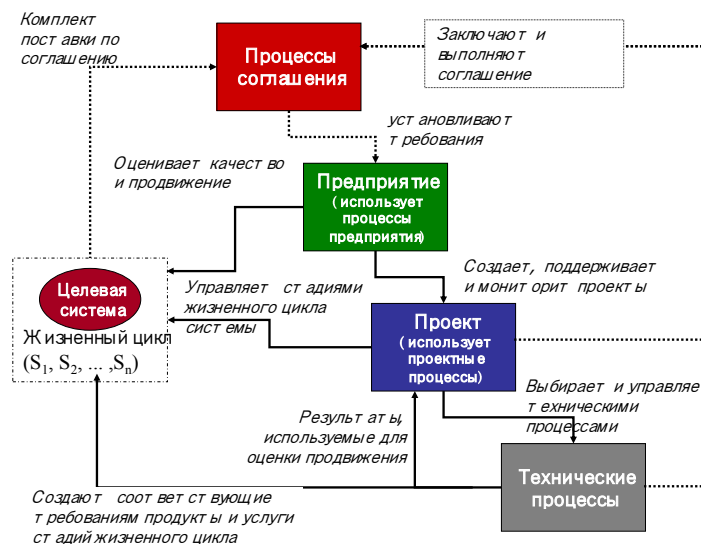 Комплект
поставки по
соглашению
Процессы
соглашения
Заключают и
выполняют
соглашение
установливают
требования
Оценивает качество
и продвижение
Предприятие
( использует
процессы
предприятия)
Целевая
система
Жизненный цикл
(S1, S2, ... ,Sn)
Управляет стадиями
жизненного цикла
системы
Создает, поддерживает
и мониторит проекты
Проект
( использует
проектные
процессы)
Выбирает и управляе
техническими
процессами
Результаты,
используемые для
оценки продвижения
Технические
процессы
Создают соответствующие
требованиям продукты и услуги
стадий жизненного цикла